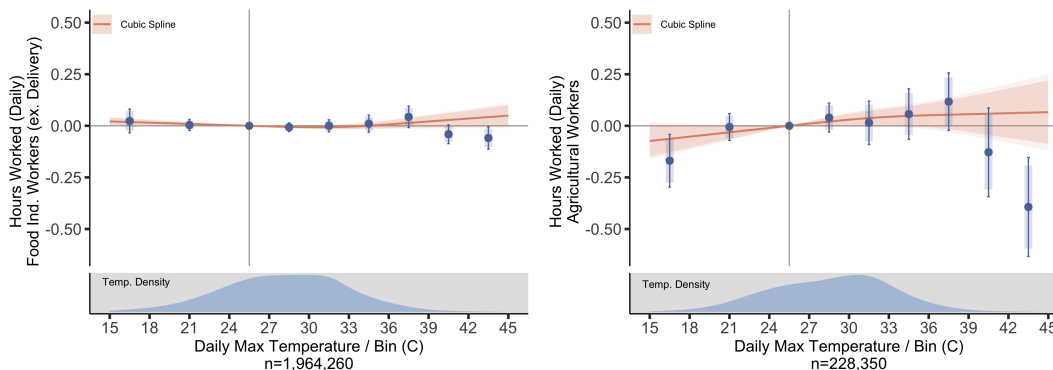 0.50
0.25
0.00
-0.25
-0.50
Hours Worked (Daily)
Food Ind. Workers (ex. Delivery)
Cubic Spline
Temp. Density
15 18 21 24 27 30 33 36 39 42 45
Daily Max Temperature / Bin (C)
n=1,964,260
0.50
0.25
0.00
-0.25
-0.50
Hours Worked (Daily)
Agricultural Workers
Cubic Spline
Temp. Density
15 18 21 24 27 30 33 36 39 42 45
Daily Max Temperature / Bin (C)
n=228,350